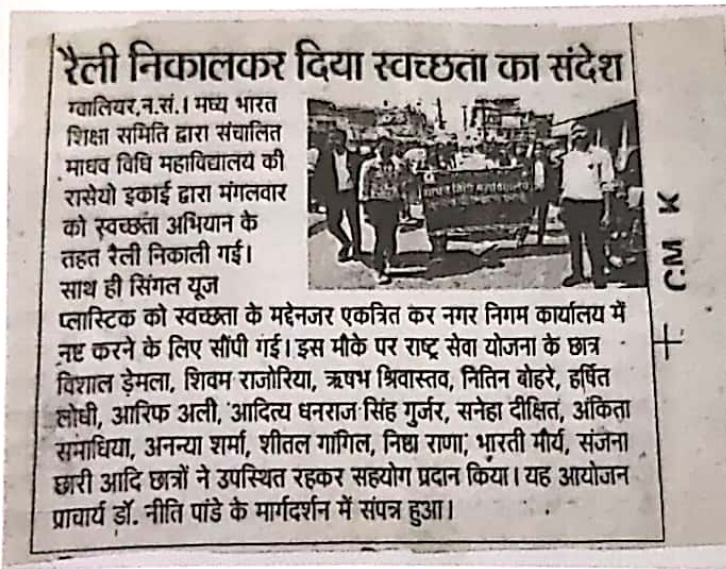 रैली निकालकर दिया स्वच्छता का संदेश
ग्वालियर,न.सं.। मध्य भारत
शिक्षा समिति द्वारा संचालित
माधव विधि महाविद्यालय की
रासेयो इकाई द्वारा मंगलवार
को स्वच्छता अभियान के
तहत रैली निकाली गई।
साथ ही सिंगल यूज
प्लास्टिक को स्वच्छता के मद्देनजर एकत्रित कर नगर निगम कार्यालय में
नष्ट करने के लिए सौंपी गई। इस मौके पर राष्ट्र सेवा योजना के छात्र
विशाल ड़ेमला, शिवम राजोरिया, ऋषभ श्रिवास्तव, नितिन बोहरे, हर्षित
लोधी, आरिफ अली, आदित्य धनराज सिंह गुर्जर, सनेहा दीक्षित, अंकिता
समाधिया, अनन्या शर्मा, शीतल गांगिल, निष्ठा राणा, भारती मौर्य, संजना
छारी आदि छात्रों ने उपस्थित रहकर सहयोग प्रदान किया। यह आयोजन
प्राचार्य डॉ. नीति पांडे के मार्गदर्शन में संपन्न हुआ।
CM K